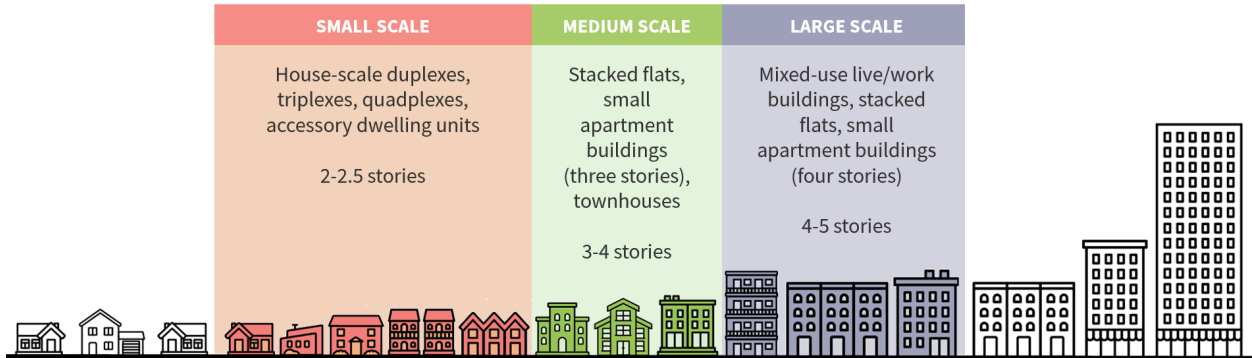 SMALL SCALE
House-scale duplexes,
triplexes, quadplexes,
accessory dwelling units
2-2.5 stories
MEDIUM SCALE
Stacked flats,
small
apartment
buildings
(three stories),
townhouses
3-4 stories
LARGE SCALE
Mixed-use live/work
buildings, stacked
flats, small
apartment buildings
(four stories)
4-5 stories